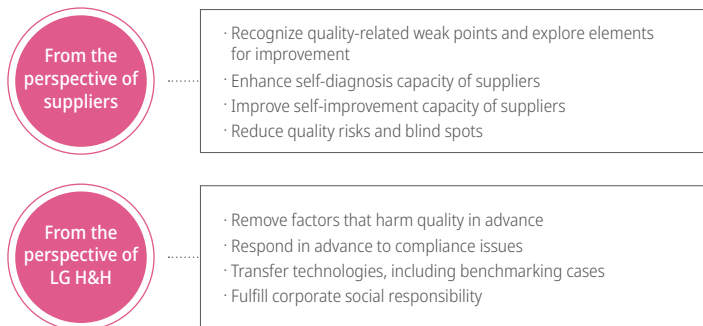 From the
perspective of
suppliers
· Recognize quality-related weak points and explore elements
for improvement
· Enhance self-diagnosis capacity of suppliers
· Improve self-improvement capacity of suppliers
· Reduce quality risks and blind spots
From the
perspective of
LG H&H
· Remove factors that harm quality in advance
· Respond in advance to compliance issues
· Transfer technologies, including benchmarking cases
· Fulfill corporate social responsibility